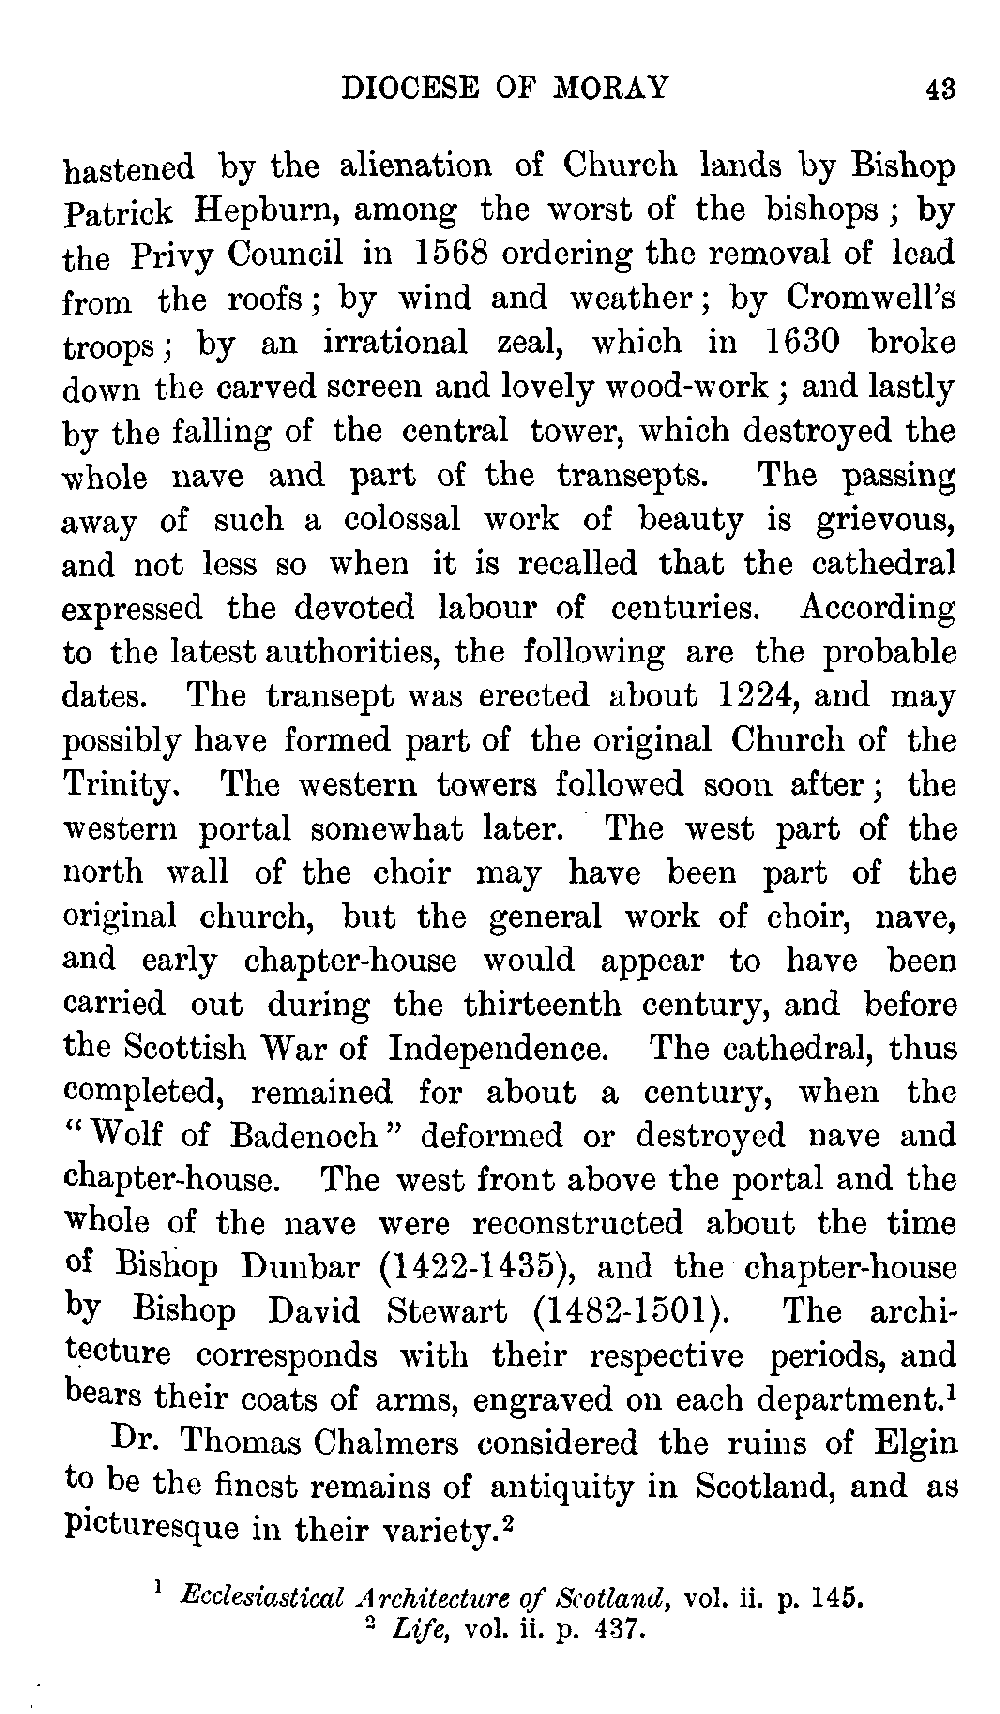 DIOCESE OF MORAY 43
hastened by the alienation of Church lands by Bishop
Patrick Hepburn, among the worst of the bishops ; by
the Privy Council in 1568 ordering the removal of lead
from the roofs ; by wind and weather ; by Cromwell's
troops ; by an irrational zeal, which in 1630 broke
down the carved screen and lovely wood-work ; and lastly
by the falling of the central tower, which destroyed the
whole nave and part of the transepts. The passing
away of such a colossal work of beauty is grievous,
and not less so when it is recalled that the cathedral
expressed the devoted labour of centuries. According
to the latest authorities, the following are the probable
dates. The transept was erected about 1224, and may
possibly have formed part of the original Church of the
Trinity. The western towers followed soon after ; the
western portal somewhat later. The west part of the
north wall of the choir may have been part of the
original church, but the general work of choir, nave,
and early chapter-house would appear to have been
carried out during the thirteenth century, and before
the Scottish War of Independence. The cathedral, thus
completed, remained for about a century, when the
"Wolf of Badenoch" deformed or destroyed nave and
chapter-house. The west front above the portal and the
whole of the nave were reconstructed about the time
of Bishop Dunbar (1422-1435), and the chapter-house
by Bishop David Stewart (1482-1501). The archi-
tecture corresponds with their respective periods, and
bears their coats of arms, engraved on each department.¹
Dr. Thomas Chalmers considered the ruins of Elgin
to be the finest remains of antiquity in Scotland, and as
picturesque in their variety.²
¹ Ecclesiastical Architecture of Scotland, vol. ii. p. 145.
² Life, vol. ii. p. 437.